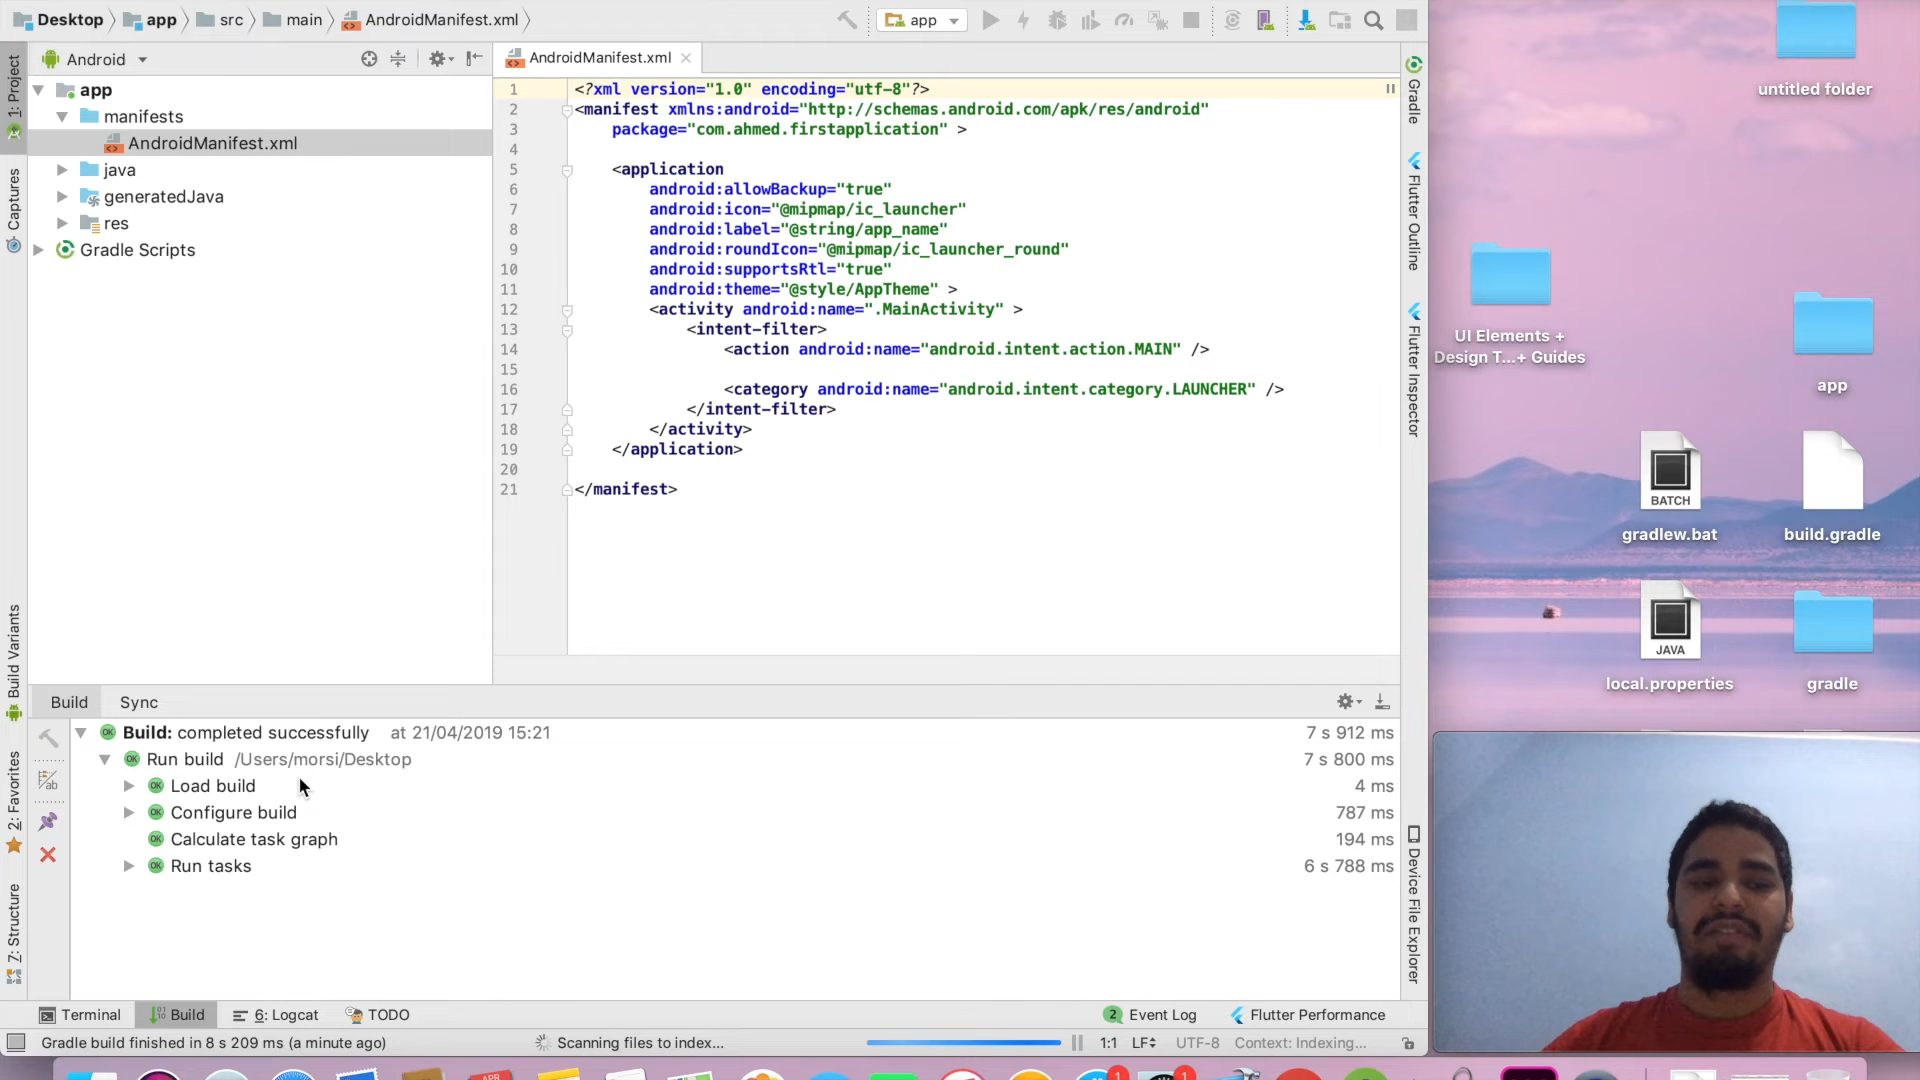 Desktop app src main AndroidManifest.xml
app
Android
AndroidManifest.xml
1: Project
Captures
Build Variants
2: Favorites
7: Structure
app
manifests
AndroidManifest.xml
java
generatedJava
res
Gradle Scripts
1 <?xml version="1.0" encoding="utf-8"?>
2 <manifest xmlns:android="http://schemas.android.com/apk/res/android"
3 package="com.ahmed.firstapplication" >
4
5 <application
6 android:allowBackup="true"
7 android:icon="@mipmap/ic_launcher"
8 android:label="@string/app_name"
9 android:roundIcon="@mipmap/ic_launcher_round"
10 android:supportsRtl="true"
11 android:theme="@style/AppTheme" >
12 <activity android:name=".MainActivity" >
13 <intent-filter>
14 <action android:name="android.intent.action.MAIN" />
15
16 <category android:name="android.intent.category.LAUNCHER" />
17 </intent-filter>
18 </activity>
19 </application>
20
21 </manifest>
Gradle
Flutter Outline
Flutter Inspector
Device File Explorer
untitled folder
UI Elements +
Design T...+ Guides
app
BATCH
gradlew.bat
build.gradle
JAVA
local.properties
gradle
Build Sync
OK Build: completed successfully at 21/04/2019 15:21 7 s 912 ms
OK Run build /Users/morsi/Desktop 7 s 800 ms
OK Load build 4 ms
OK Configure build 787 ms
OK Calculate task graph 194 ms
OK Run tasks 6 s 788 ms
Terminal Build 6: Logcat TODO 2 Event Log Flutter Performance
Gradle build finished in 8 s 209 ms (a minute ago) Scanning files to index... 1:1 LF UTF-8 Context: Indexing...
APR 1 1